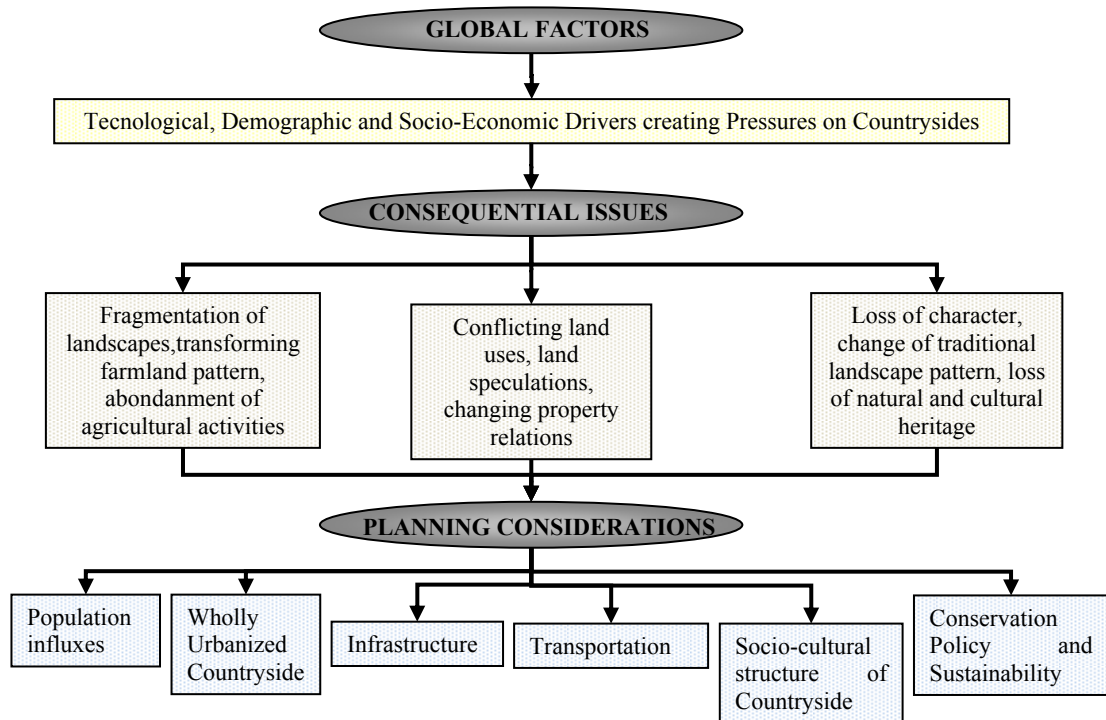 GLOBAL FACTORS
Tecnological, Demographic and Socio-Economic Drivers creating Pressures on Countrysides
CONSEQUENTIAL ISSUES
Fragmentation of
landscapes,transforming
farmland pattern,
abondanment of
agricultural activities
Conflicting land
uses, land
speculations,
changing property
relations
Loss of character,
change of traditional
landscape pattern, loss
of natural and cultural
heritage
PLANNING CONSIDERATIONS
Population
influxes
Wholly
Urbanized
Countryside
Infrastructure
Transportation
Socio-cultural
structure of
Countryside
Conservation
Policy and
Sustainability